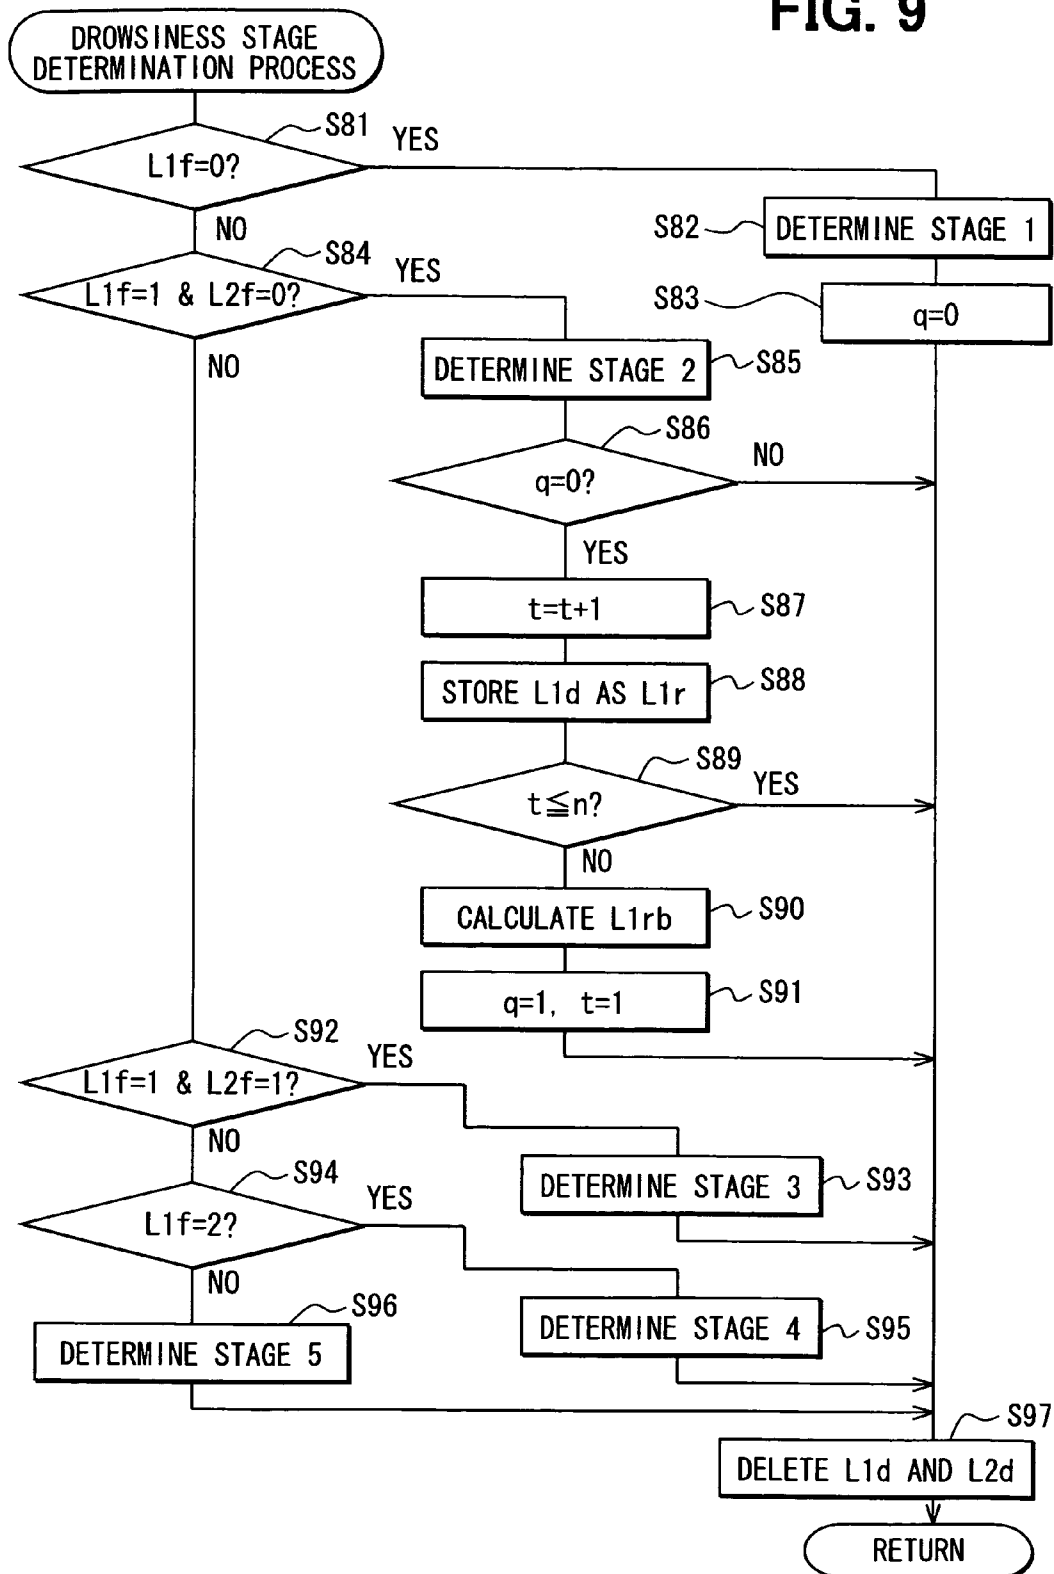 FIG. 9
DROWSINESS STAGE
DETERMINATION PROCESS
S81
YES
L1f=0?
NO
S82
DETERMINE STAGE 1
S84
YES
L1f=1 & L2f=0?
NO
S83
q=0
DETERMINE STAGE 2
S85
S86
NO
q=0?
YES
t=t+1
S87
STORE L1d AS L1r
S88
S89
YES
t≦n?
NO
CALCULATE L1rb
S90
q=1, t=1
S91
S92
YES
L1f=1 & L2f=1?
NO
DETERMINE STAGE 3
S93
S94
YES
L1f=2?
NO
DETERMINE STAGE 4
S95
S96
DETERMINE STAGE 5
S97
DELETE L1d AND L2d
RETURN